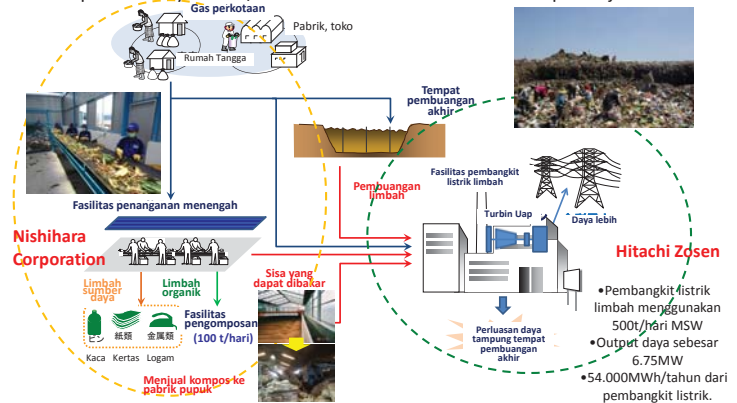 Gas perkotaan
Pabrik, toko
Rumah Tangga
Tempat
pembuangan
akhir
Fasilitas pembangkit
listrik limbah
Pembuangan
limbah
Turbin Uap
Daya lebih
Fasilitas penanganan menengah
Nishihara
Corporation
Hitachi Zosen
Limbah
sumber
daya
Limbah
organik
Sisa yang
dapat dibakar
Fasilitas
pengomposan
(100 t/hari)
ビン
紙類
金属類
Kaca
Kertas
Logam
Menjual kompos ke
pabrik pupuk
Perluasan daya
tampung tempat
pembuangan
akhir
•Pembangkit listrik
limbah menggunakan
500t/hari MSW
•Output daya sebesar
6.75MW
•54.000MWh/tahun dari
pembangkit listrik.